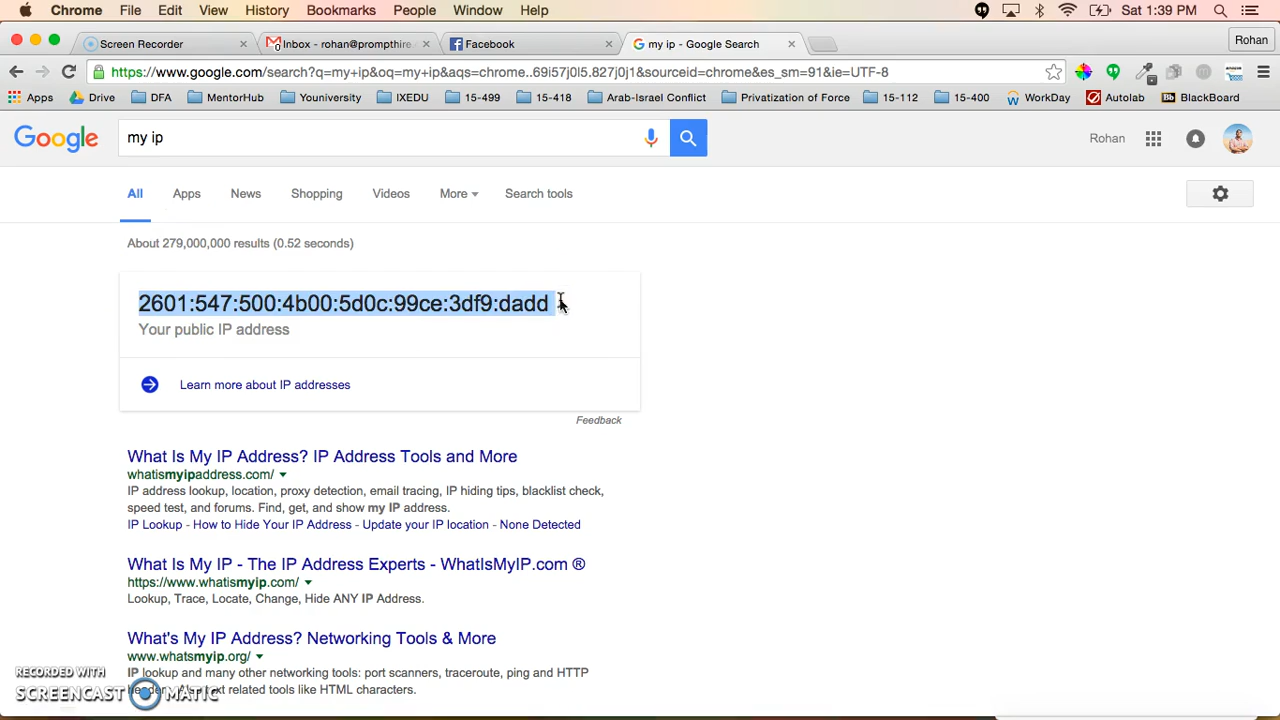 Chrome File Edit View History Bookmarks People Window Help Sat 1:39 PM
Screen Recorder Inbox - rohan@prompthire. Facebook my ip - Google Search Rohan
https://www.google.com/search?q=my+ip&oq=my+ip&aqs=chrome..69i57j0l5.827j0j1&sourceid=chrome&es_sm=91&ie=UTF-8
Apps Drive DFA MentorHub Youniversity IXEDU 15-499 15-418 Arab-Israel Conflict Privatization of Force 15-112 15-400 WorkDay Autolab Bb BlackBoard
Google my ip Rohan
All Apps News Shopping Videos More Search tools
About 279,000,000 results (0.52 seconds)
2601:547:500:4b00:5d0c:99ce:3df9:dadd
Your public IP address
Learn more about IP addresses
Feedback
What Is My IP Address? IP Address Tools and More
whatismyipaddress.com/
IP address lookup, location, proxy detection, email tracing, IP hiding tips, blacklist check,
speed test, and forums. Find, get, and show my IP address.
IP Lookup - How to Hide Your IP Address - Update your IP location - None Detected
What Is My IP - The IP Address Experts - WhatIsMyIP.com ®
https://www.whatismyip.com/
Lookup, Trace, Locate, Change, Hide ANY IP Address.
What's My IP Address? Networking Tools & More
www.whatsmyip.org/
IP lookup and many other networking tools: port scanners, traceroute, ping and HTTP
related tools like HTML characters.
RECORDED WITH
SCREENCAST MATIC